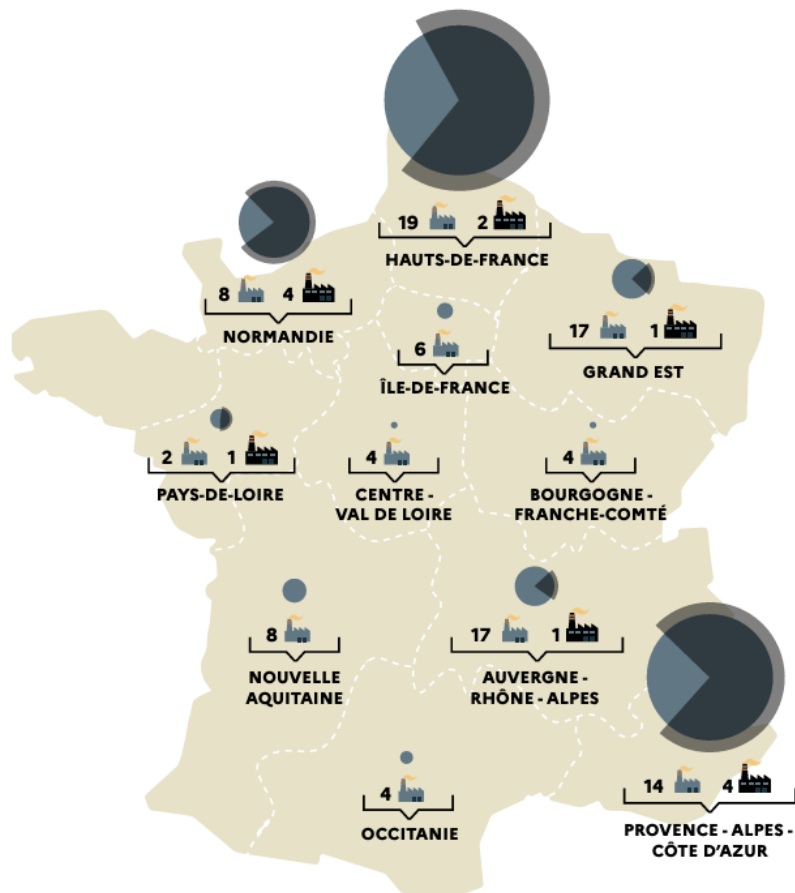 19 2
HAUTS-DE-FRANCE
8 4
NORMANDIE
17 1
GRAND EST
6
ÎLE-DE-FRANCE
2 1
PAYS-DE-LOIRE
4
CENTRE -
VAL DE LOIRE
4
BOURGOGNE -
FRANCHE-COMTÉ
8
NOUVELLE
AQUITAINE
17 1
AUVERGNE -
RHÔNE - ALPES
4
OCCITANIE
14 4
PROVENCE - ALPES -
CÔTE D'AZUR